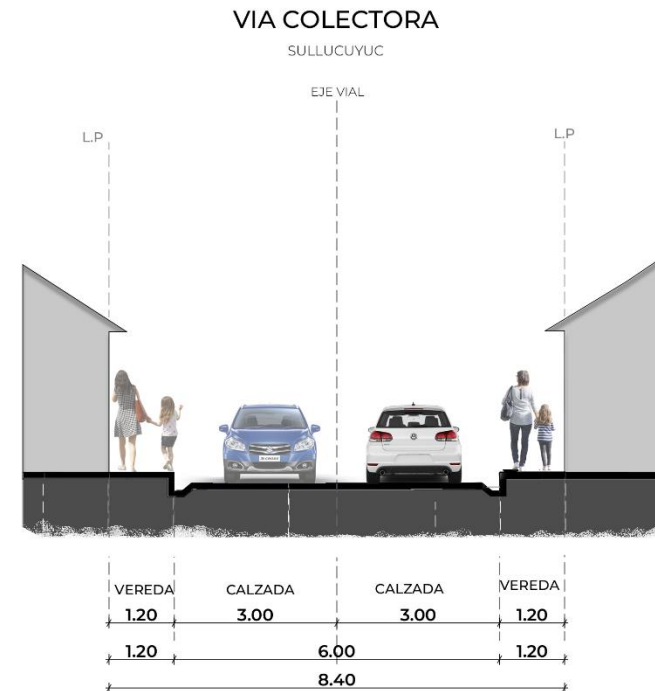 VIA COLECTORA
SULLUCUYUC
EJE VIAL
L.P
L.P
VEREDA CALZADA CALZADA VEREDA
1.20 3.00 3.00 1.20
1.20 6.00 1.20
8.40